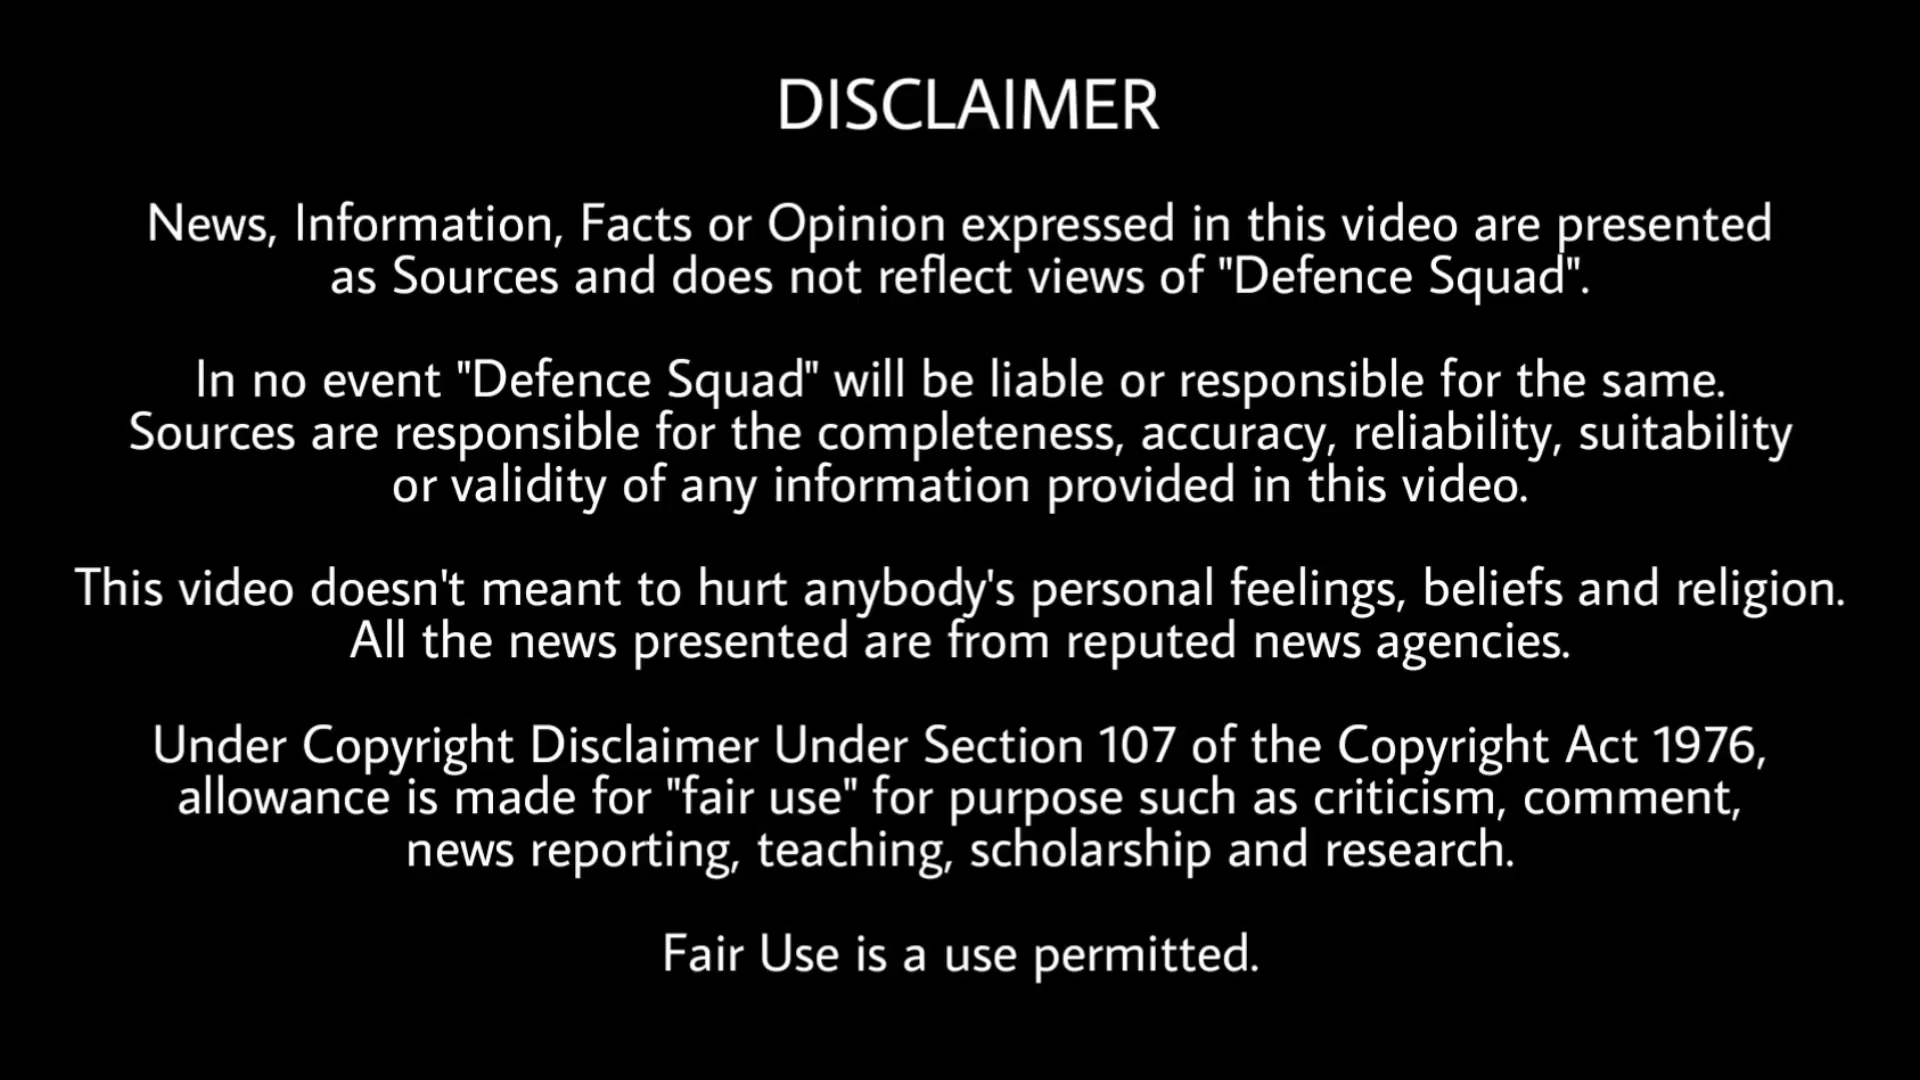 DISCLAIMER
News, Information, Facts or Opinion expressed in this video are presented
as Sources and does not reflect views of "Defence Squad".
In no event "Defence Squad" will be liable or responsible for the same.
Sources are responsible for the completeness, accuracy, reliability, suitability
or validity of any information provided in this video.
This video doesn't meant to hurt anybody's personal feelings, beliefs and religion.
All the news presented are from reputed news agencies.
Under Copyright Disclaimer Under Section 107 of the Copyright Act 1976,
allowance is made for "fair use" for purpose such as criticism, comment,
news reporting, teaching, scholarship and research.
Fair Use is a use permitted.